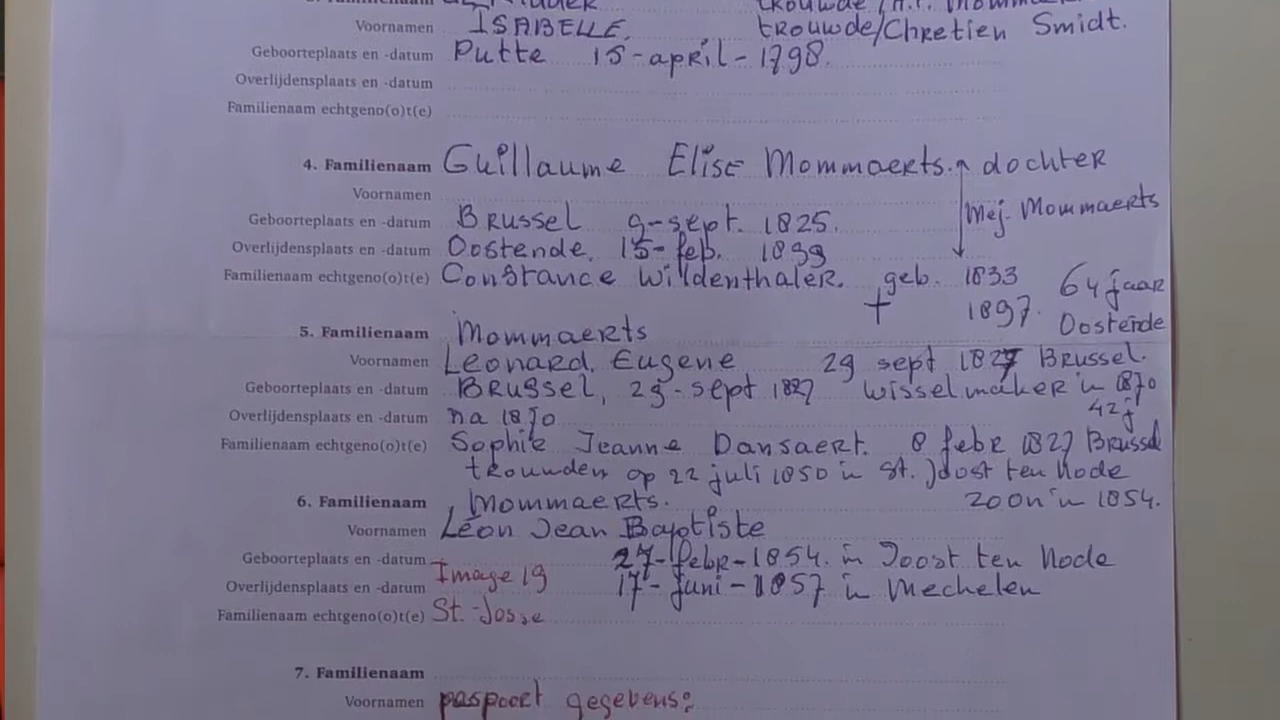 trouwde
Voornamen ISABELLE. trouwde/Chretien Smidt.
Geboorteplaats en -datum Putte 15-april-1798.
Overlijdensplaats en -datum
Familienaam echtgeno(o)t(e)
4. Familienaam Guillaume Elise Mommaerts. dochter
Voornamen
Mej. Mommaerts
Geboorteplaats en -datum Brussel 9-sept. 1825.
Overlijdensplaats en -datum Oostende. 15-feb. 1899
Familienaam echtgeno(o)t(e) Constance Wildenthaler. geb. 1833 64 jaar
† 1897. Oostende
5. Familienaam Mommaerts
Voornamen Leonard, Eugene 29 sept 1827 Brussel.
Geboorteplaats en -datum Brussel, 29-sept 1827 wisselmaker in 1870
42j
Overlijdensplaats en -datum na 1870
Familienaam echtgeno(o)t(e) Sophie Jeanne Dansaert. 8 febr 1827 Brussel
trouwden op 22 juli 1850 in St. Joost ten Node
6. Familienaam Mommaerts. zoon in 1854.
Voornamen Léon Jean Baptiste
Geboorteplaats en -datum 27-febr-1854. in Joost ten Node
Image 19
Overlijdensplaats en -datum 17-juni-1857 in Mechelen
Familienaam echtgeno(o)t(e) St.-Josse
7. Familienaam
Voornamen paspoort gegevens: